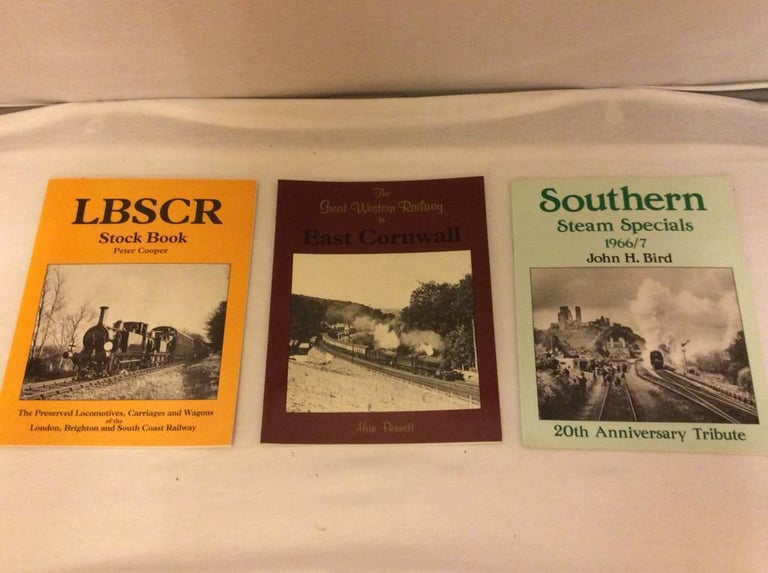 LBSCR
Stock Book
Peter Cooper
The Preserved Locomotives, Carriages and Wagons
of the
London, Brighton and South Coast Railway
The
Great Western Railway
in
East Cornwall
Alan Bennett
Southern
Steam Specials
1966/7
John H. Bird
20th Anniversary Tribute